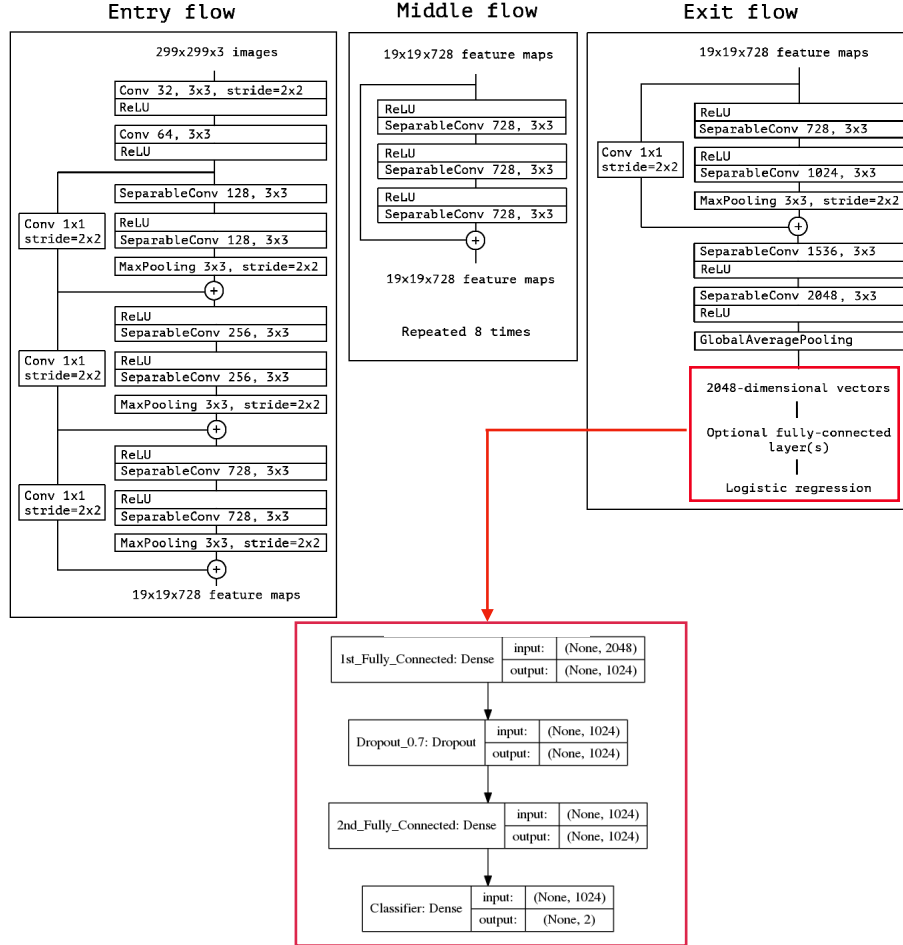 Entry flow
299x299x3 images
Conv 32, 3x3, stride=2x2
ReLU
Conv 64, 3x3
ReLU
SeparableConv 128, 3x3
Conv 1x1
stride=2x2
ReLU
SeparableConv 128, 3x3
MaxPooling 3x3, stride=2x2
+
ReLU
SeparableConv 256, 3x3
Conv 1x1
stride=2x2
ReLU
SeparableConv 256, 3x3
MaxPooling 3x3, stride=2x2
+
ReLU
SeparableConv 728, 3x3
Conv 1x1
stride=2x2
ReLU
SeparableConv 728, 3x3
MaxPooling 3x3, stride=2x2
+
19x19x728 feature maps
Middle flow
19x19x728 feature maps
ReLU
SeparableConv 728, 3x3
ReLU
SeparableConv 728, 3x3
ReLU
SeparableConv 728, 3x3
+
19x19x728 feature maps
Repeated 8 times
Exit flow
19x19x728 feature maps
ReLU
SeparableConv 728, 3x3
Conv 1x1
stride=2x2
ReLU
SeparableConv 1024, 3x3
MaxPooling 3x3, stride=2x2
+
SeparableConv 1536, 3x3
ReLU
SeparableConv 2048, 3x3
ReLU
GlobalAveragePooling
2048-dimensional vectors
Optional fully-connected
layer(s)
Logistic regression
1st_Fully_Connected: Dense
input: (None, 2048)
output: (None, 1024)
Dropout_0.7: Dropout
input: (None, 1024)
output: (None, 1024)
2nd_Fully_Connected: Dense
input: (None, 1024)
output: (None, 1024)
Classifier: Dense
input: (None, 1024)
output: (None, 2)